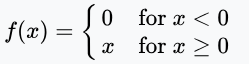 f(x) = { 0 for x < 0
x for x ≥ 0